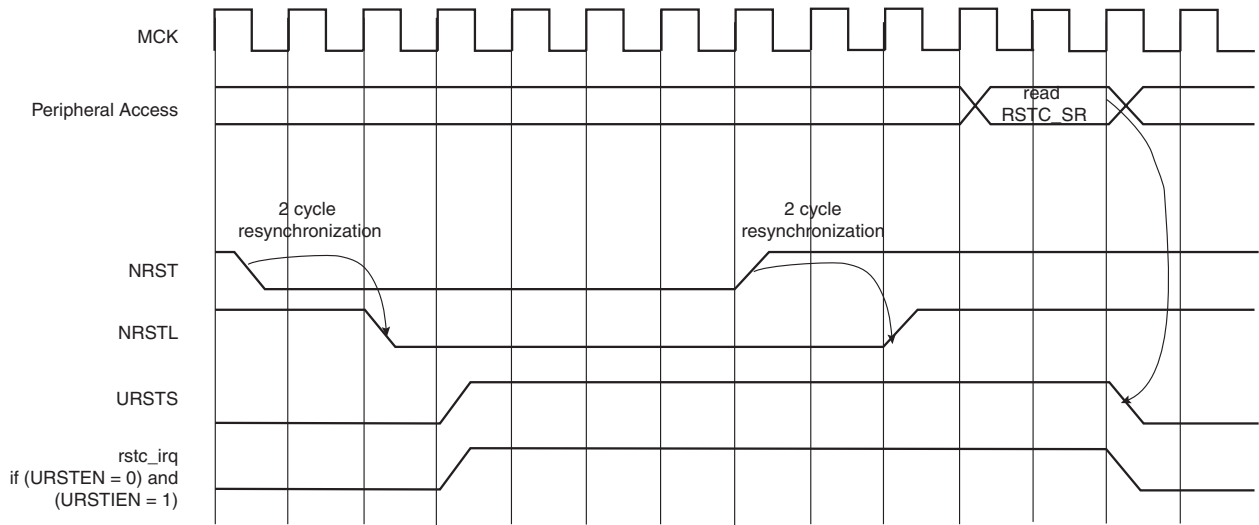 MCK
Peripheral Access
read
RSTC_SR
2 cycle
resynchronization
2 cycle
resynchronization
NRST
NRSTL
URSTS
rstc_irq
if (URSTEN = 0) and
(URSTIEN = 1)